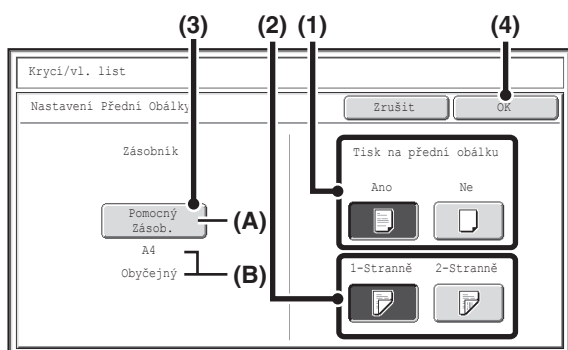 (3) (2) (1) (4)
Krycí/vl. list
Nastavení Přední Obálky
Zrušit
OK
Zásobník
Tisk na přední obálku
Ano
Ne
Pomocný
Zásob.
(A)
A4
Obyčejný
(B)
1-Stranně
2-Stranně